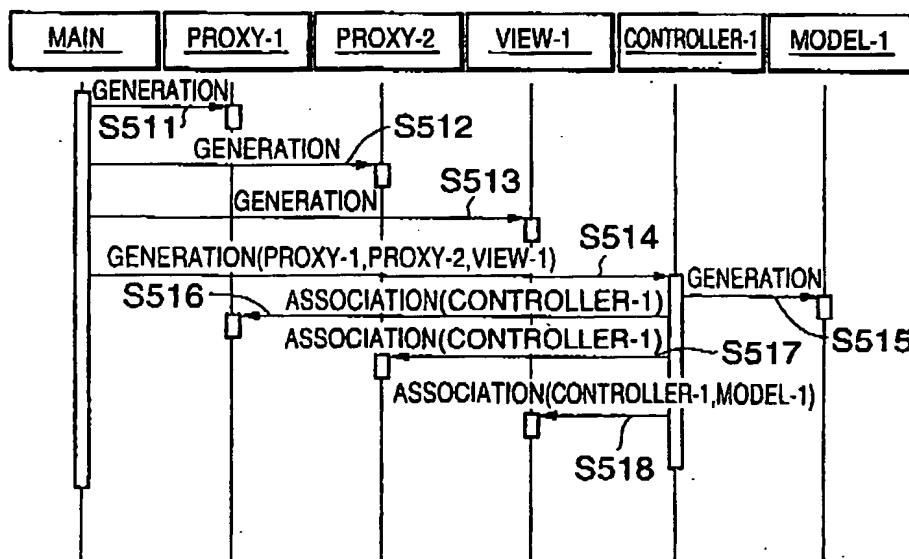 MAIN
PROXY-1
PROXY-2
VIEW-1
CONTROLLER-1
MODEL-1
GENERATION
S511
GENERATION
S512
GENERATION
S513
GENERATION(PROXY-1,PROXY-2,VIEW-1)
S514
GENERATION
S515
S516
ASSOCIATION(CONTROLLER-1)
ASSOCIATION(CONTROLLER-1)
S517
ASSOCIATION(CONTROLLER-1,MODEL-1)
S518